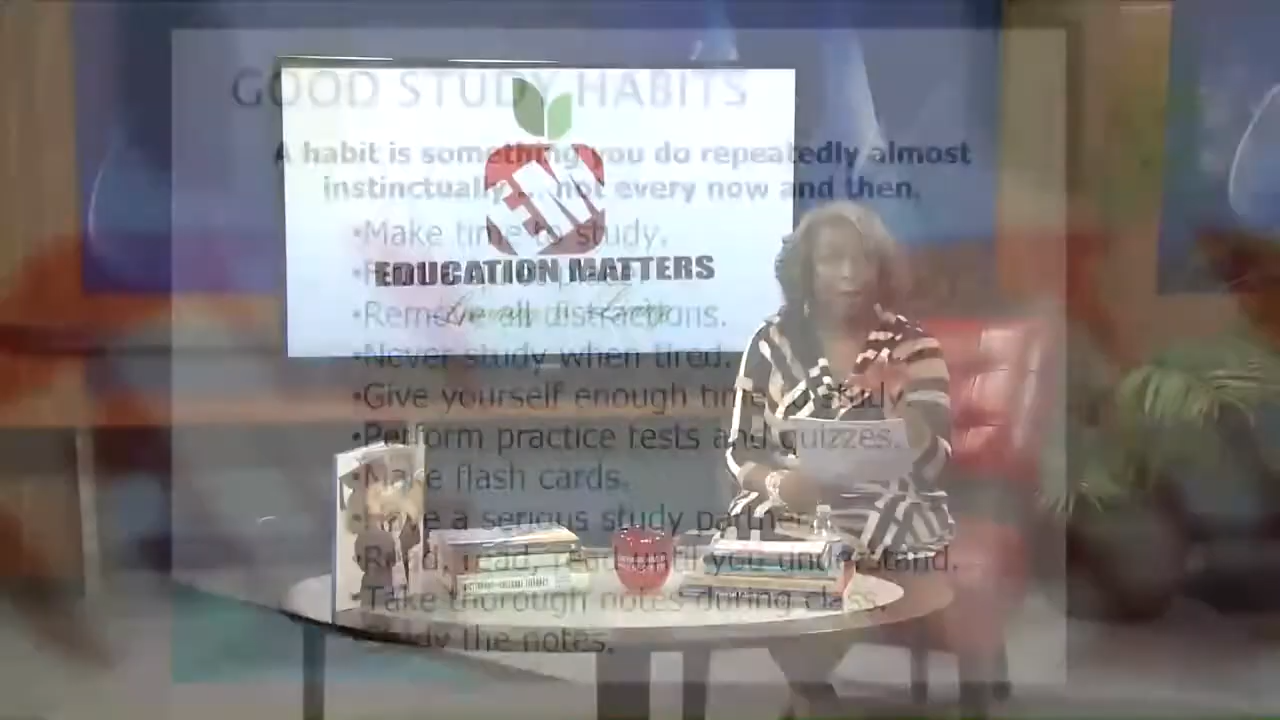 GOOD STUDY HABITS
A habit is something you do repeatedly almost
instinctually ... not every now and then.
•Make time to study.
EM
EDUCATION MATTERS
•Remove all distractions.
•Never study when tired.
•Give yourself enough time to study
•Perform practice tests and quizzes.
•Make flash cards.
•Have a serious study partner
•Read, read, read until you understand.
•Take thorough notes during class.
•Study the notes.